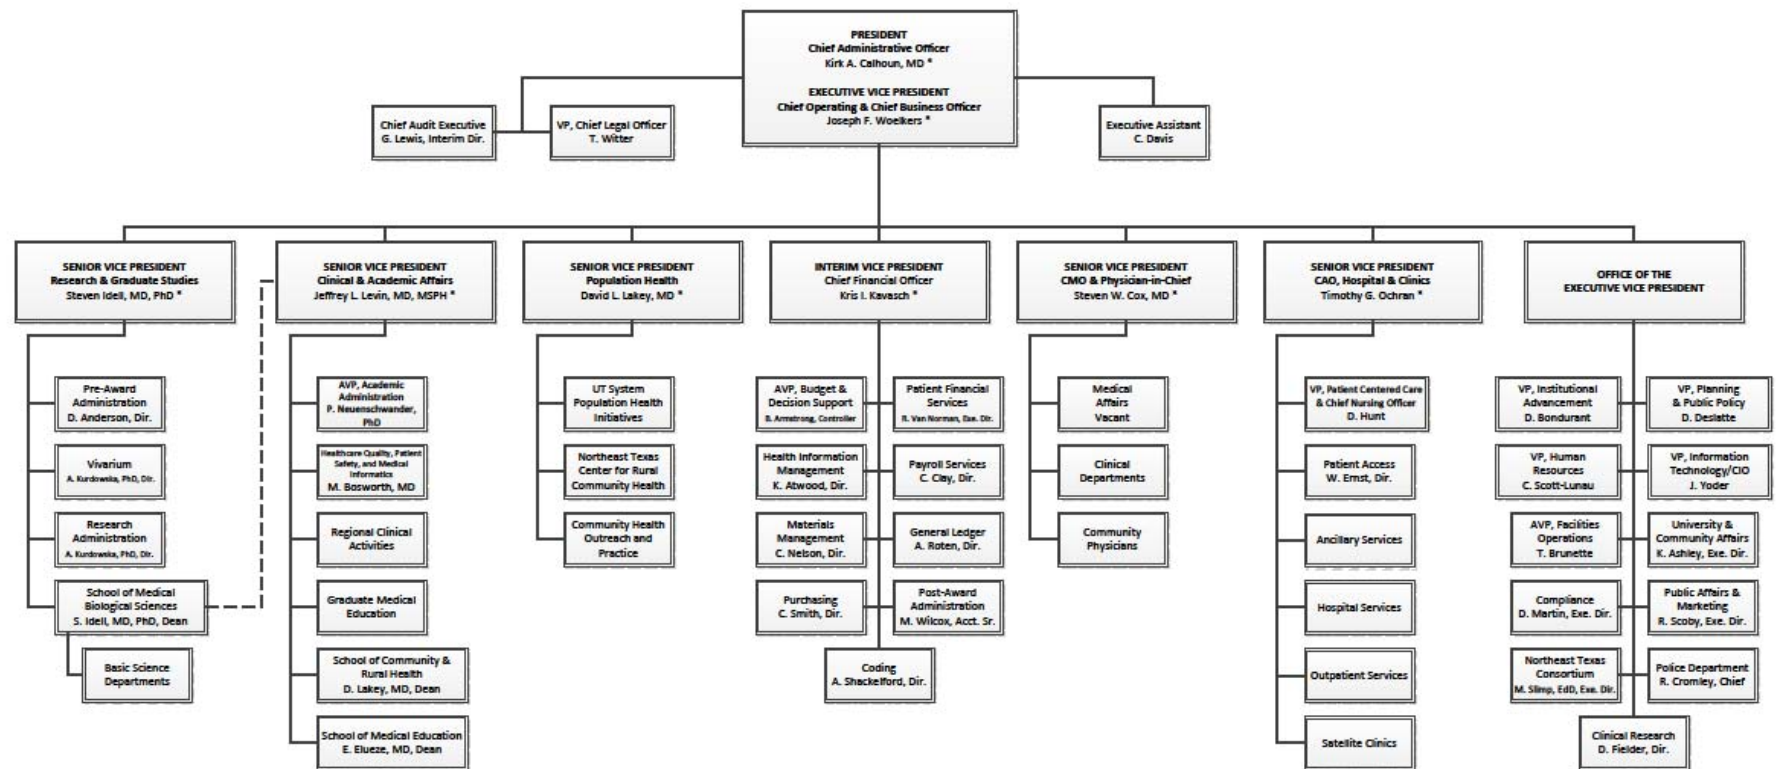 PRESIDENT
Chief Administrative Officer
Kirk A. Calhoun, MD *
EXECUTIVE VICE PRESIDENT
Chief Operating & Chief Business Officer
Joseph F. Woelkers *
Chief Audit Executive
G. Lewis, Interim Dir.
VP, Chief Legal Officer
T. Witter
Executive Assistant
C. Davis
SENIOR VICE PRESIDENT
Research & Graduate Studies
Steven Idell, MD, PhD *
SENIOR VICE PRESIDENT
Clinical & Academic Affairs
Jeffrey L. Levin, MD, MSPH *
SENIOR VICE PRESIDENT
Population Health
David L. Lakey, MD *
INTERIM VICE PRESIDENT
Chief Financial Officer
Kris I. Kavasch *
SENIOR VICE PRESIDENT
CMO & Physician-in-Chief
Steven W. Cox, MD *
SENIOR VICE PRESIDENT
CAO, Hospital & Clinics
Timothy G. Ochran *
OFFICE OF THE
EXECUTIVE VICE PRESIDENT
Pre-Award
Administration
D. Anderson, Dir.
Vivarium
A. Kurdowska, PhD, Dir.
Research
Administration
A. Kurdowska, PhD, Dir.
School of Medical
Biological Sciences
S. Idell, MD, PhD, Dean
Basic Science
Departments
AVP, Academic
Administration
P. Neuenschwander,
PhD
Healthcare Quality, Patient
Safety, and Medical
Informatics
M. Bosworth, MD
Regional Clinical
Activities
Graduate Medical
Education
School of Community &
Rural Health
D. Lakey, MD, Dean
School of Medical Education
E. Elueze, MD, Dean
UT System
Population Health
Initiatives
Northeast Texas
Center for Rural
Community Health
Community Health
Outreach and
Practice
AVP, Budget &
Decision Support
B. Armstrong, Controller
Patient Financial
Services
R. Van Norman, Exe. Dir.
Health Information
Management
K. Atwood, Dir.
Payroll Services
C. Clay, Dir.
Materials
Management
C. Nelson, Dir.
General Ledger
A. Roten, Dir.
Purchasing
C. Smith, Dir.
Post-Award
Administration
M. Wilcox, Acct. Sr.
Coding
A. Shackelford, Dir.
Medical
Affairs
Vacant
Clinical
Departments
Community
Physicians
VP, Patient Centered Care
& Chief Nursing Officer
D. Hunt
Patient Access
W. Ernst, Dir.
Ancillary Services
Hospital Services
Outpatient Services
Satellite Clinics
VP, Institutional
Advancement
D. Bondurant
VP, Planning
& Public Policy
D. Deslatte
VP, Human
Resources
C. Scott-Lunau
VP, Information
Technology/CIO
J. Yoder
AVP, Facilities
Operations
T. Brunette
University &
Community Affairs
K. Ashley, Exe. Dir.
Compliance
D. Martin, Exe. Dir.
Public Affairs &
Marketing
R. Scoby, Exe. Dir.
Northeast Texas
Consortium
M. Slimp, EdD, Exe. Dir.
Police Department
R. Cromley, Chief
Clinical Research
D. Fielder, Dir.